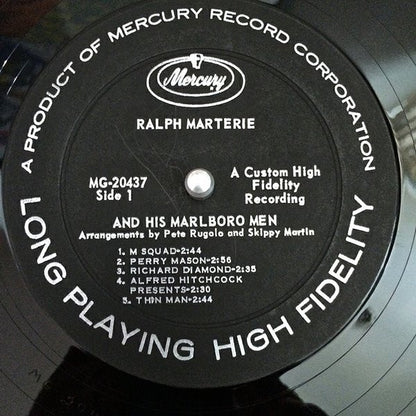 A PRODUCT OF MERCURY RECORD CORPORATION
Mercury
RALPH MARTERIE
MG-20437
Side 1
A Custom High
Fidelity
Recording
AND HIS MARLBORO MEN
Arrangements by Pete Rugolo and Skippy Martin
1. M SQUAD-2:44
2. PERRY MASON-2:56
3. RICHARD DIAMOND-2:35
4. ALFRED HITCHCOCK
PRESENTS-2:30
5. THIN MAN-2:44
LONG PLAYING HIGH FIDELITY